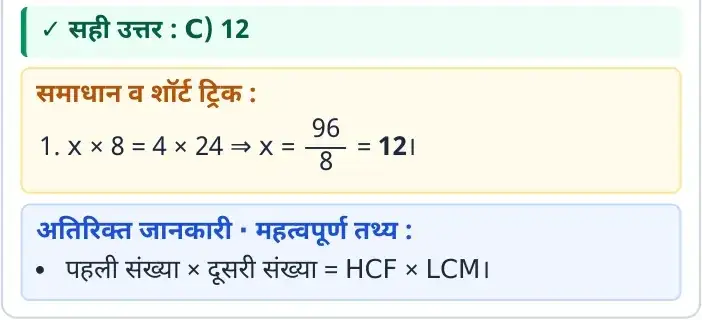 ✓ सही उत्तर : C) 12
समाधान व शॉर्ट ट्रिक :
1. x × 8 = 4 × 24 ⇒ x = 96/8 = 12।
अतिरिक्त जानकारी · महत्वपूर्ण तथ्य :
• पहली संख्या × दूसरी संख्या = HCF × LCM।